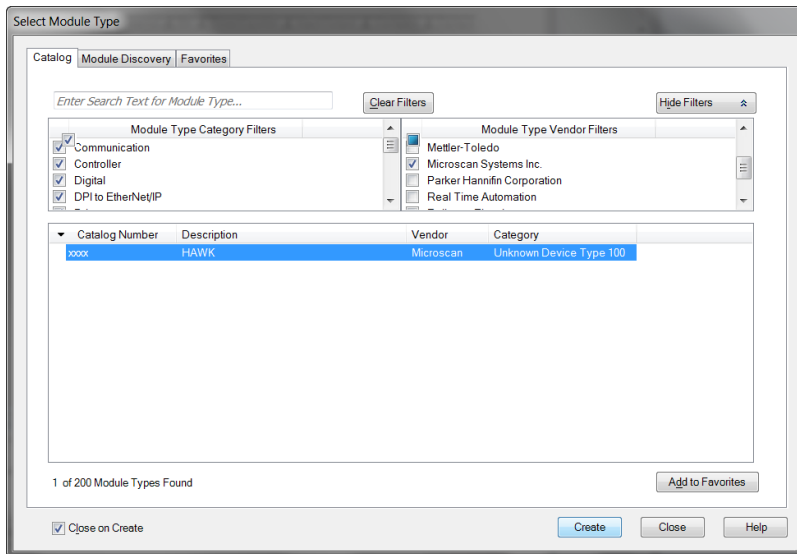 Select Module Type
Catalog Module Discovery Favorites
Enter Search Text for Module Type...
Clear Filters
Hide Filters
Module Type Category Filters
Communication
Controller
Digital
DPI to EtherNet/IP
Module Type Vendor Filters
Mettler-Toledo
Microscan Systems Inc.
Parker Hannifin Corporation
Real Time Automation
Catalog Number Description Vendor Category
xxxx HAWK Microscan Unknown Device Type 100
1 of 200 Module Types Found
Add to Favorites
Close on Create
Create Close Help